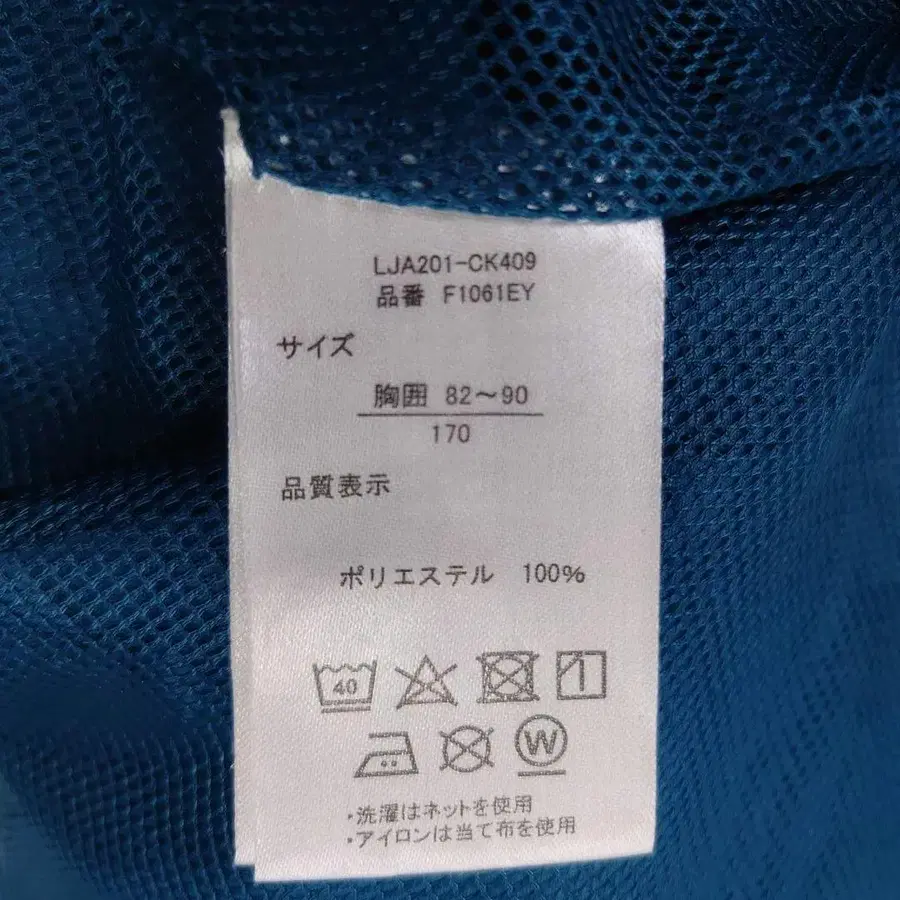 LJA201-CK409
品番 F1061EY
サイズ
胸囲 82～90
170
品質表示
ポリエステル 100%
40
W
・洗濯はネットを使用
・アイロンは当て布を使用